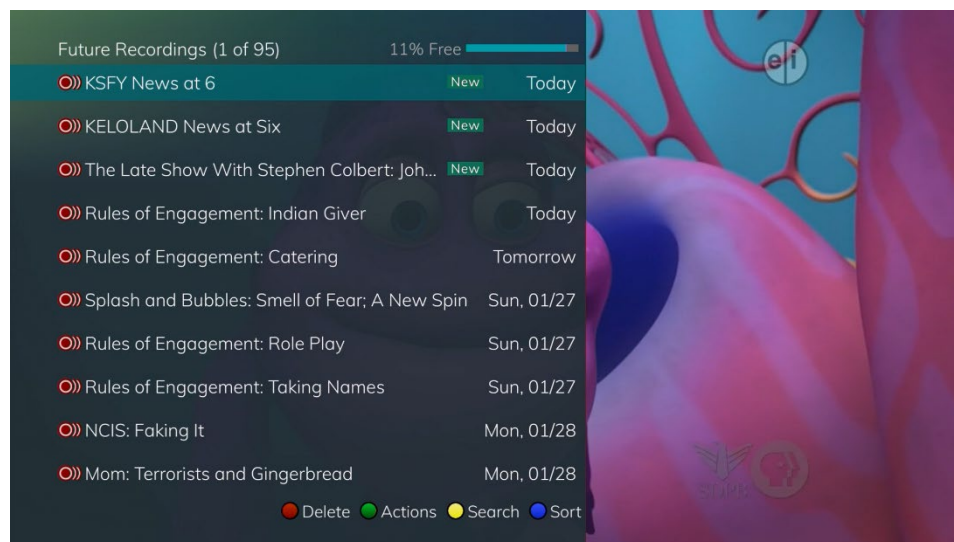 Future Recordings (1 of 95) 11% Free
KSFY News at 6 New Today
KELOLAND News at Six New Today
The Late Show With Stephen Colbert: Joh... New Today
Rules of Engagement: Indian Giver Today
Rules of Engagement: Catering Tomorrow
Splash and Bubbles: Smell of Fear; A New Spin Sun, 01/27
Rules of Engagement: Role Play Sun, 01/27
Rules of Engagement: Taking Names Sun, 01/27
NCIS: Faking It Mon, 01/28
Mom: Terrorists and Gingerbread Mon, 01/28
Delete Actions Search Sort
e/i
SDPB